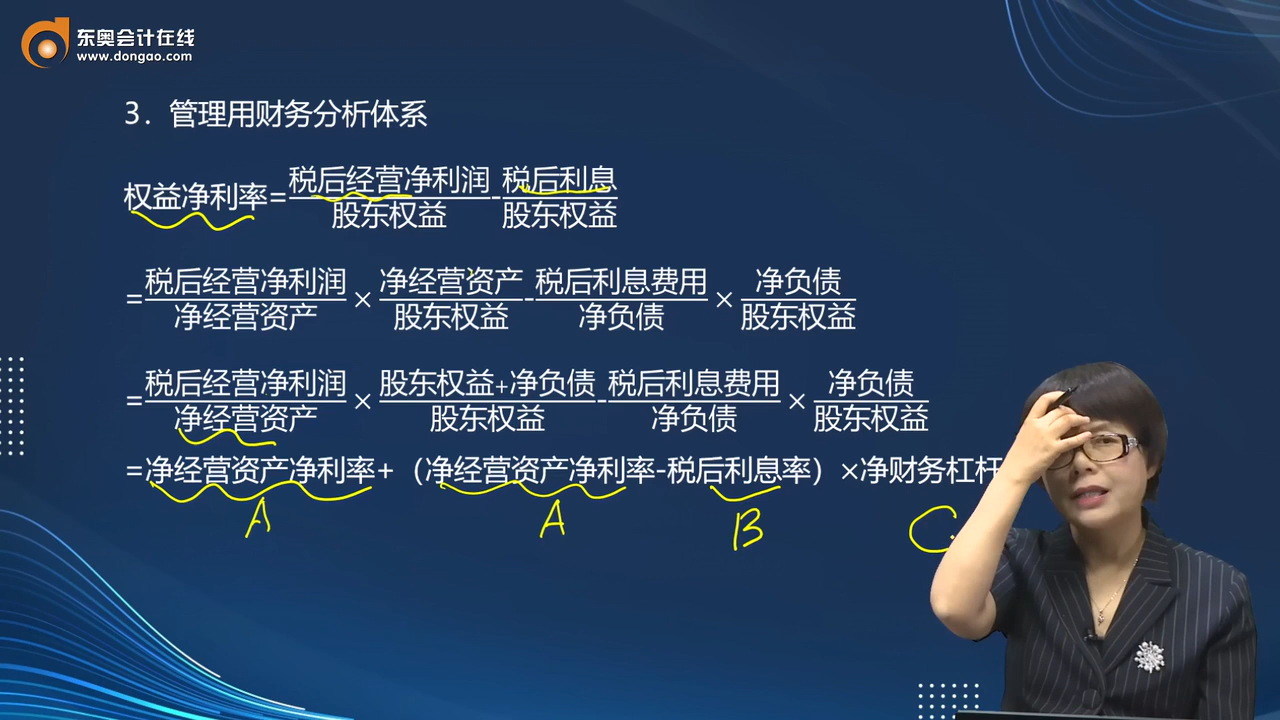 东奥会计在线
www.dongao.com
3. 管理用财务分析体系
权益净利率=税后经营净利润/股东权益-税后利息/股东权益
=税后经营净利润/净经营资产×净经营资产/股东权益-税后利息费用/净负债×净负债/股东权益
=税后经营净利润/净经营资产×股东权益+净负债/股东权益-税后利息费用/净负债×净负债/股东权益
=净经营资产净利率+（净经营资产净利率-税后利息率）×净财务杠杆
A A B C